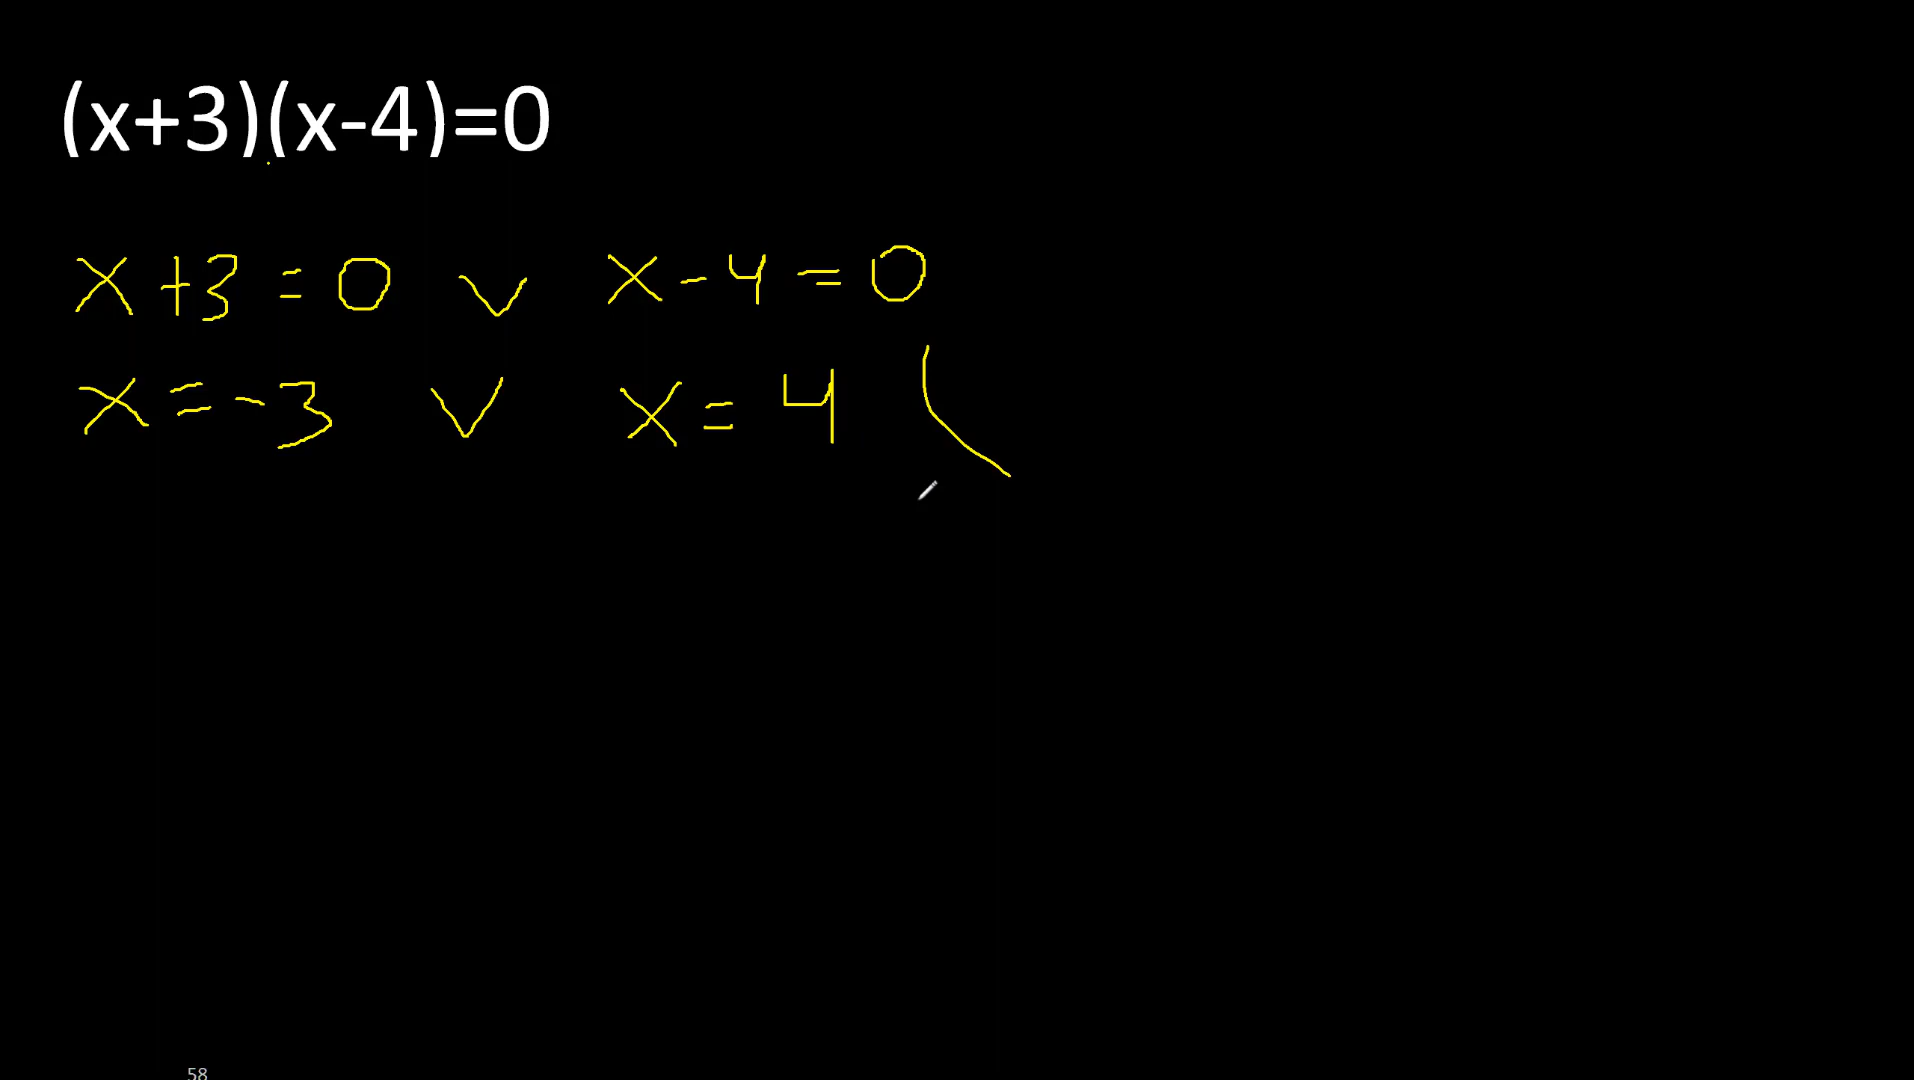 (x+3)(x-4)=0
x+3=0 v x-4=0
x=-3 v x=4
58